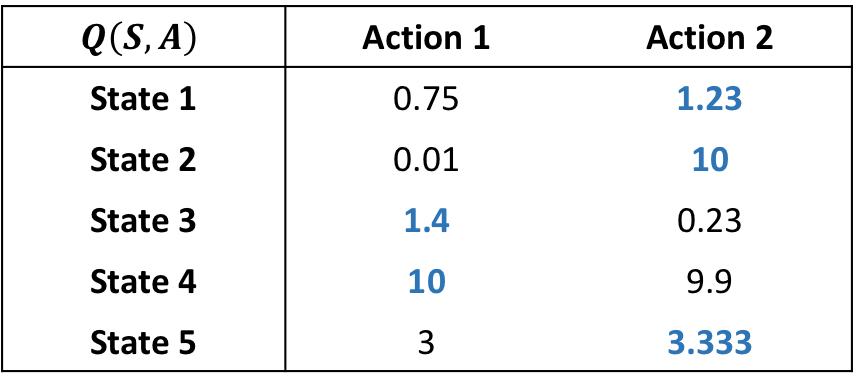 Q(S, A) Action 1 Action 2
State 1 0.75 1.23
State 2 0.01 10
State 3 1.4 0.23
State 4 10 9.9
State 5 3 3.333